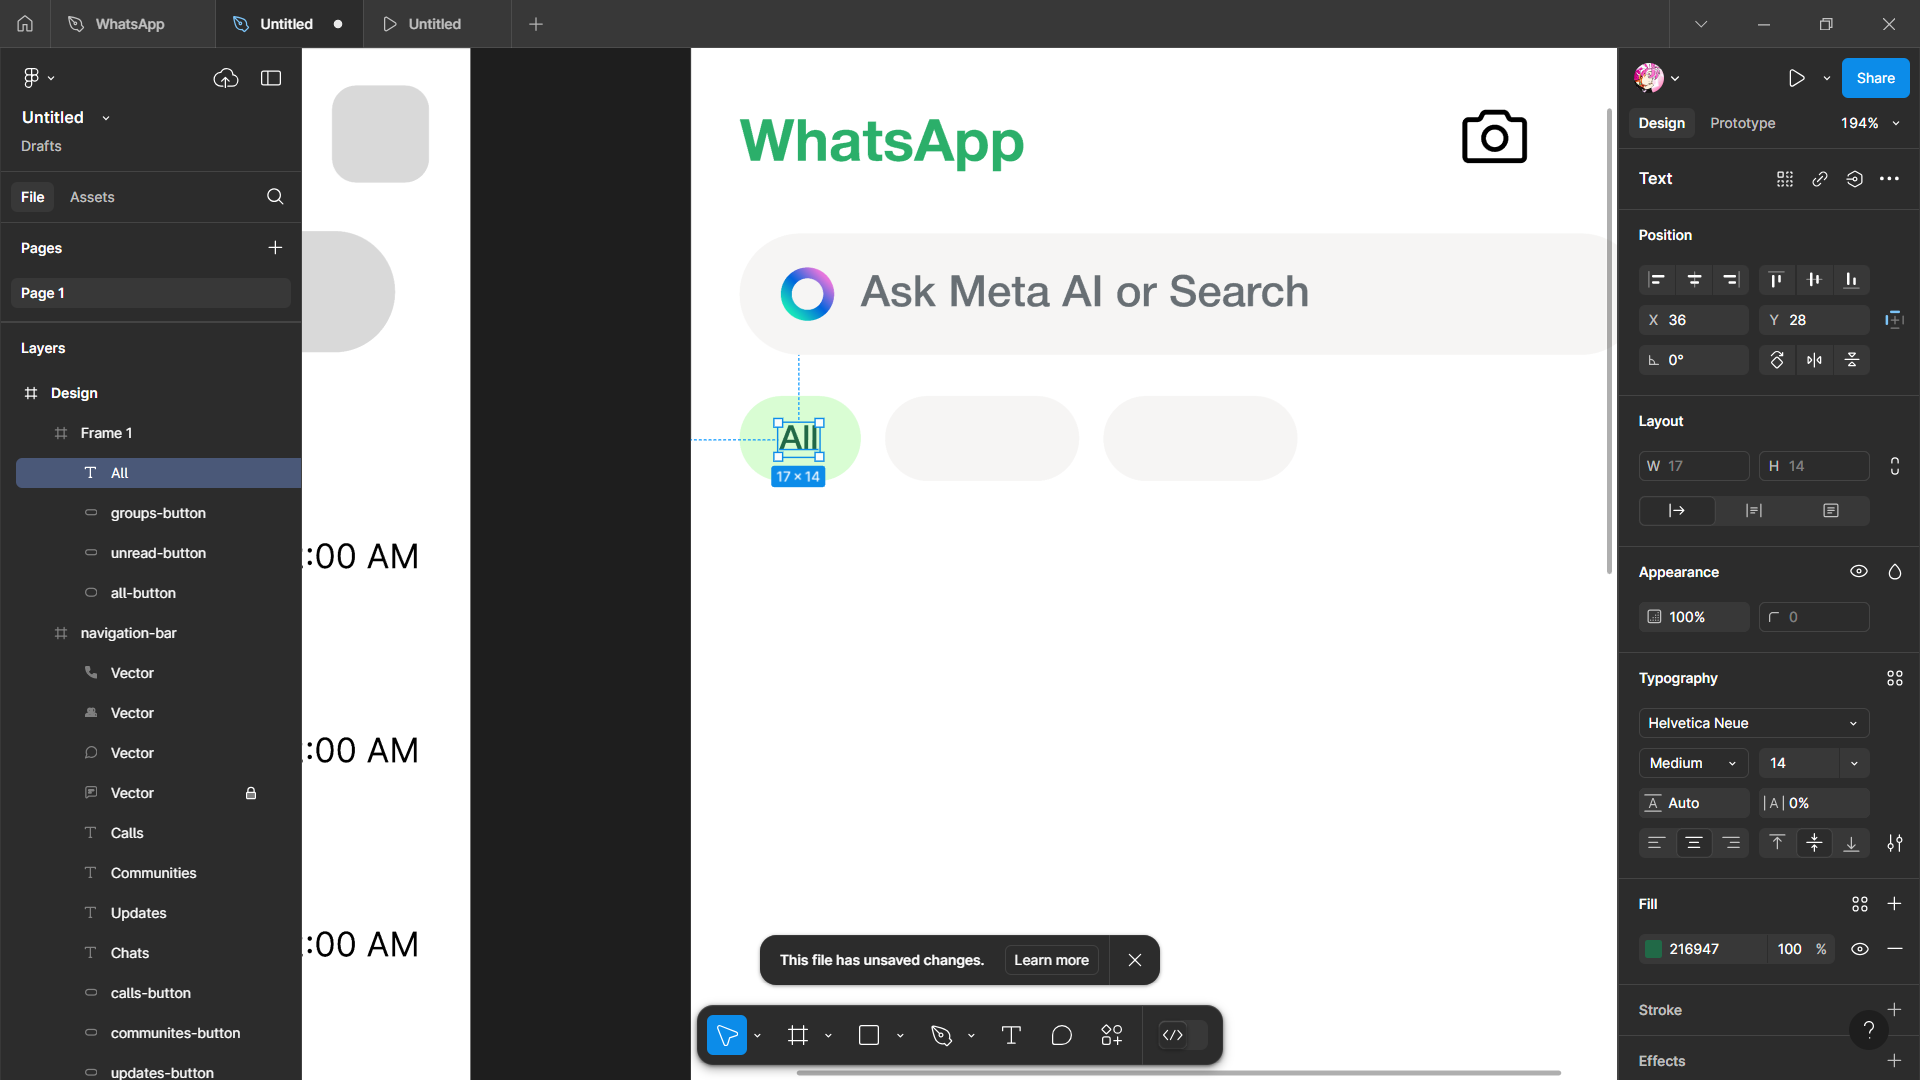 WhatsApp
Untitled
Untitled
Untitled
Drafts
File
Assets
Pages
Page 1
Layers
Design
Frame 1
All
groups-button
unread-button
all-button
navigation-bar
Vector
Vector
Vector
Vector
Calls
Communities
Updates
Chats
calls-button
communites-button
updates-button
:00 AM
:00 AM
:00 AM
WhatsApp
Ask Meta AI or Search
All
17 × 14
This file has unsaved changes.
Learn more
Share
Design
Prototype
194%
Text
Position
X 36
Y 28
0°
Layout
W 17
H 14
Appearance
100%
0
Typography
Helvetica Neue
Medium
14
Auto
0%
Fill
216947
100 %
Stroke
?
Effects